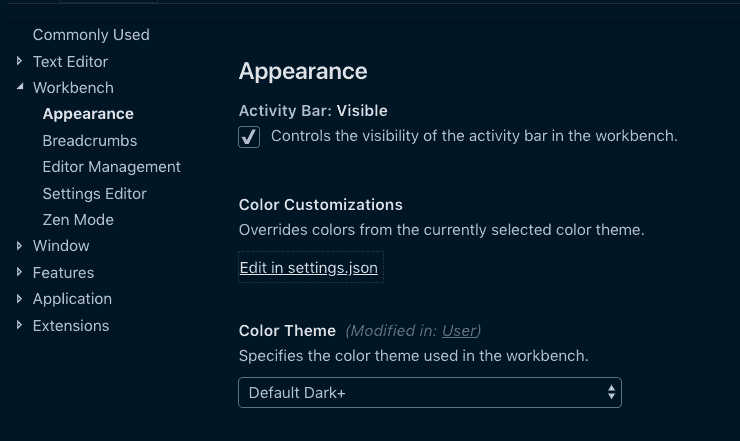 Commonly Used
Text Editor
Workbench
Appearance
Breadcrumbs
Editor Management
Settings Editor
Zen Mode
Window
Features
Application
Extensions
Appearance
Activity Bar: Visible
Controls the visibility of the activity bar in the workbench.
Color Customizations
Overrides colors from the currently selected color theme.
Edit in settings.json
Color Theme (Modified in: User)
Specifies the color theme used in the workbench.
Default Dark+